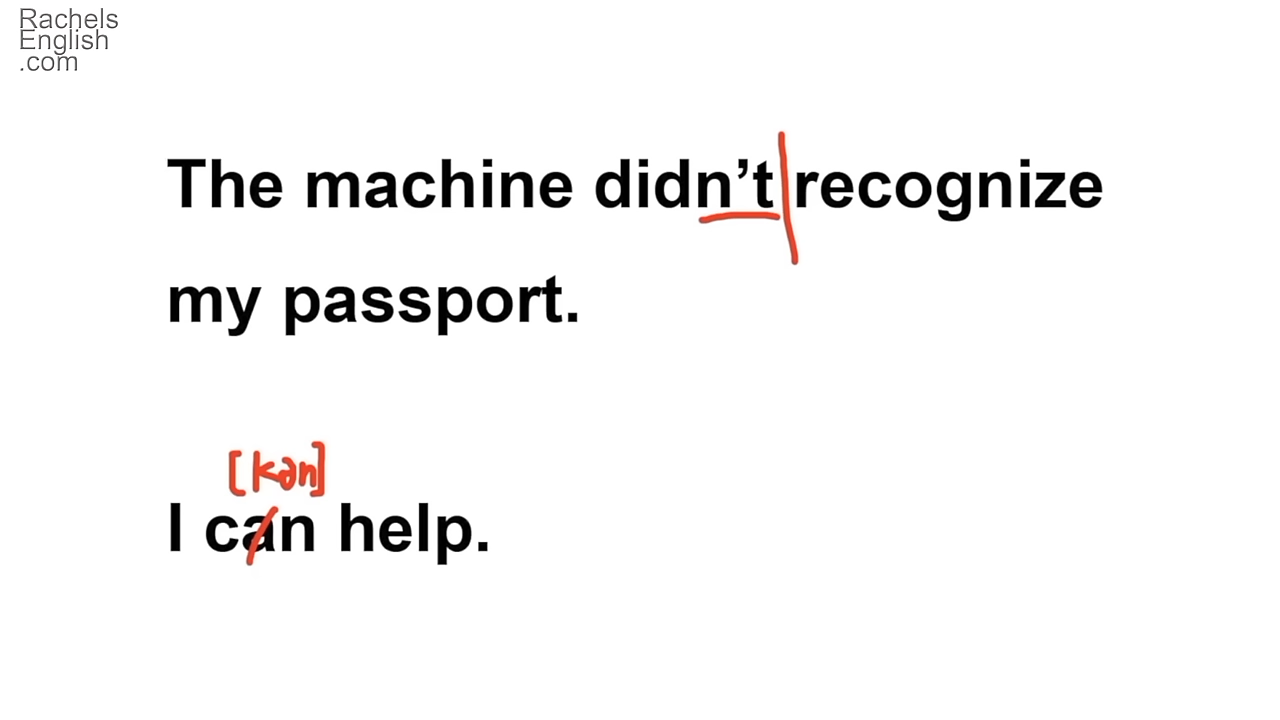 Rachels
English
.com
The machine didn’t recognize
my passport.
[kən]
I can help.